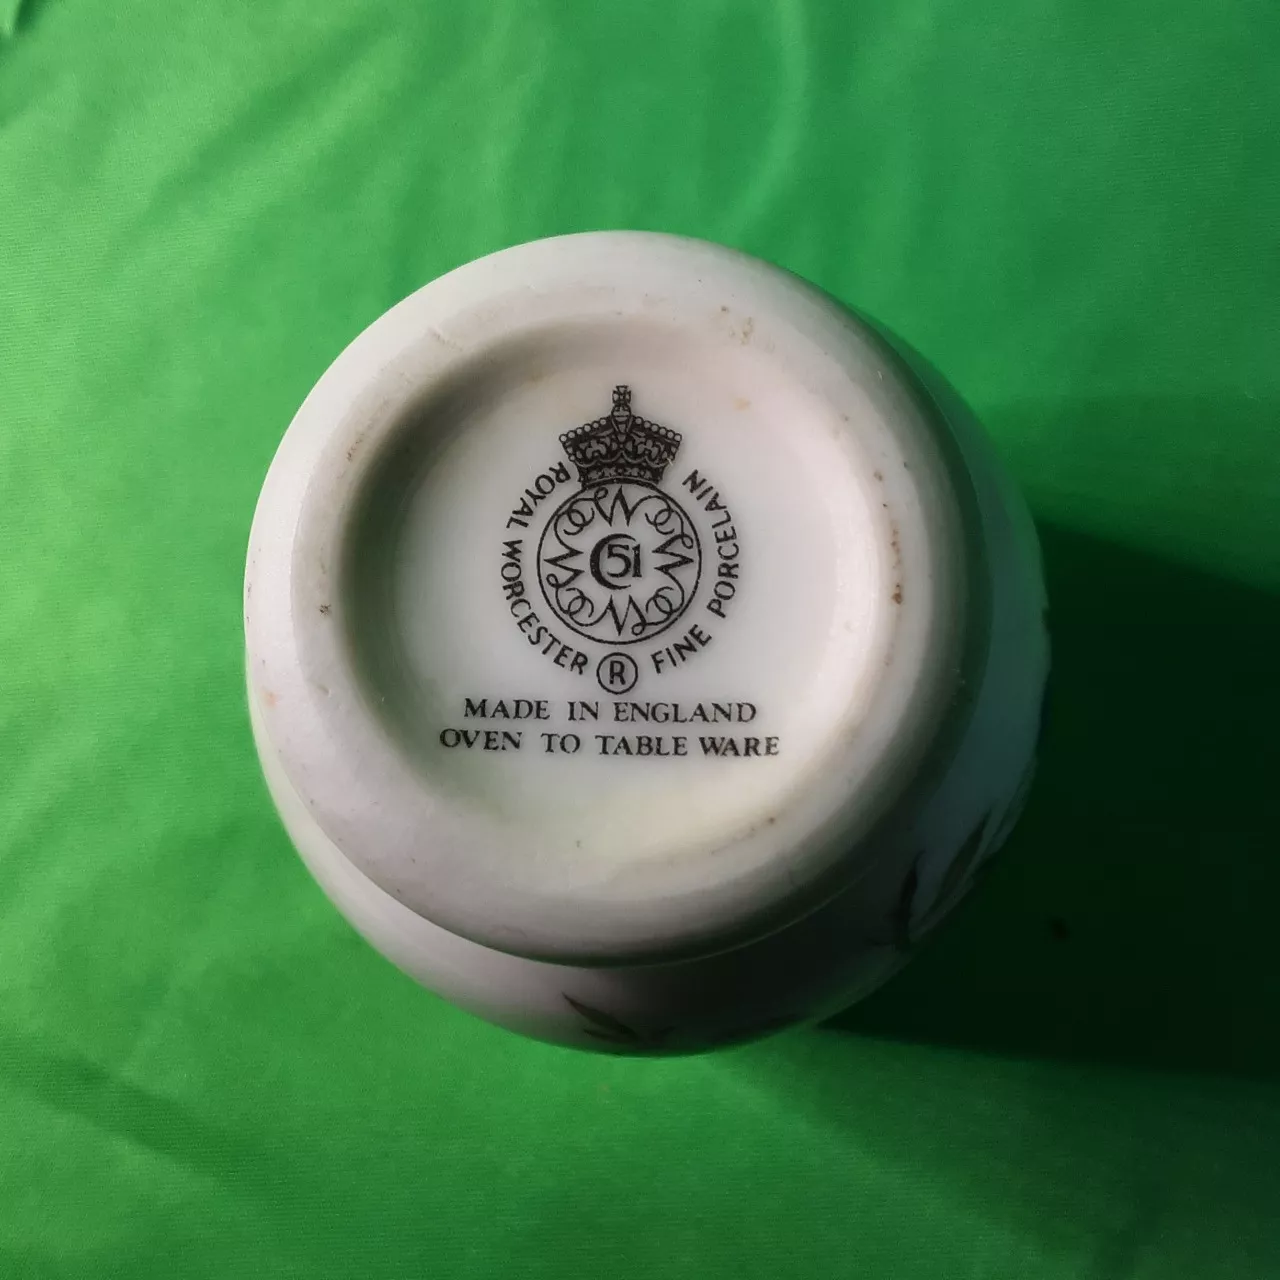 ROYAL WORCESTER ® FINE PORCELAIN
51
MADE IN ENGLAND
OVEN TO TABLE WARE